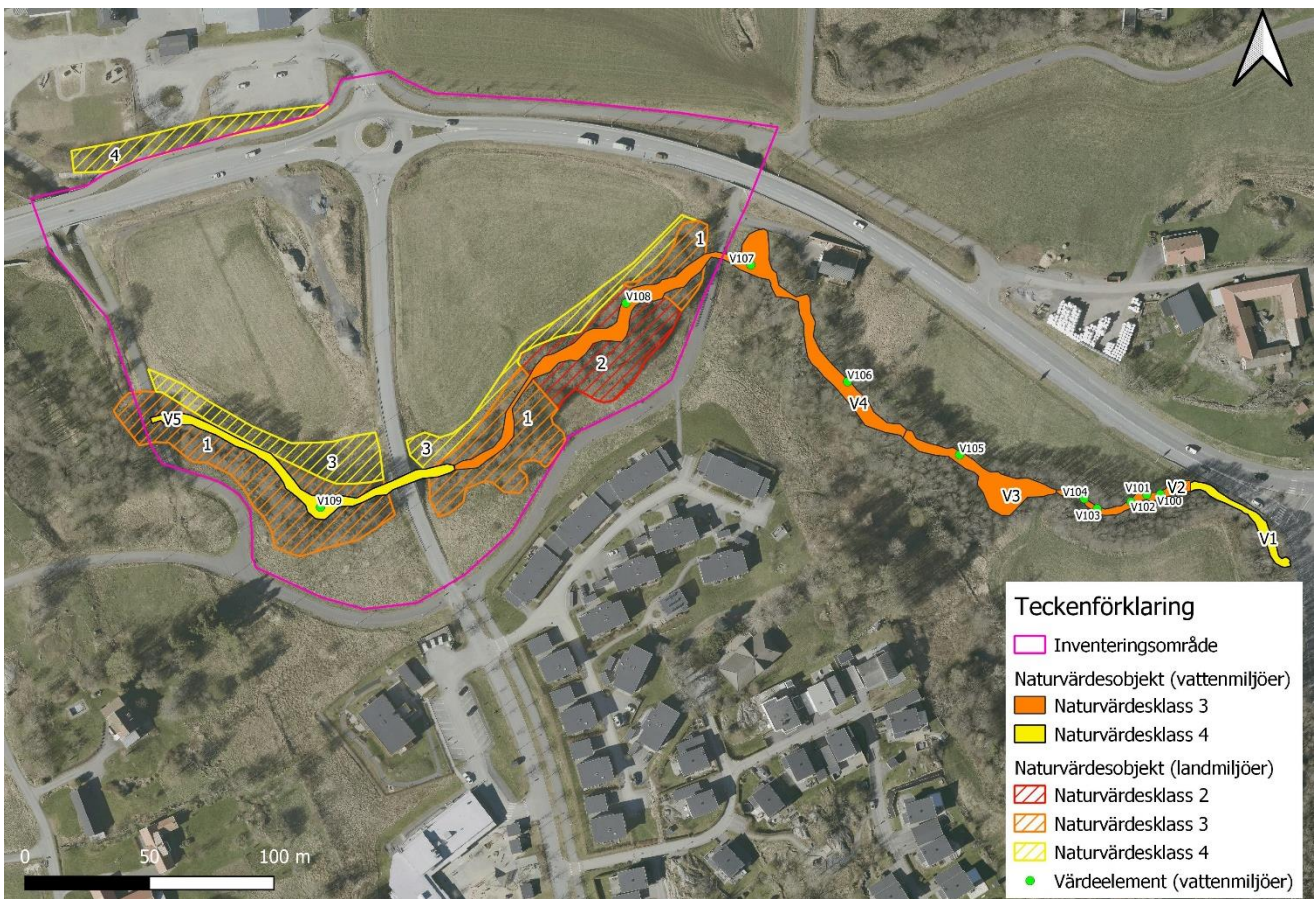 4
1
V107
V108
2
V106
V4
1
3
V5
1
3
V109
V105
V3
V104
V103
V101
V102
V100
V2
V1
Teckenförklaring
Inventeringsområde
Naturvärdesobjekt (vattenmiljöer)
Naturvärdesklass 3
Naturvärdesklass 4
Naturvärdesobjekt (landmiljöer)
Naturvärdesklass 2
Naturvärdesklass 3
Naturvärdesklass 4
Värdeelement (vattenmiljöer)
0 50 100 m